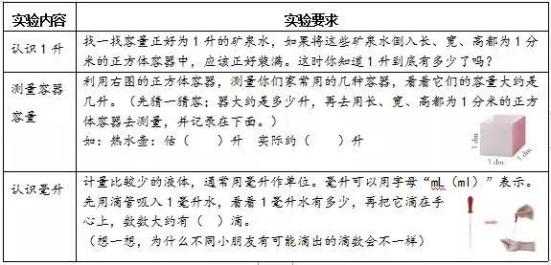 实验内容 实验要求
认识1升 找一找容量正好为1升的矿泉水，如果将这些矿泉水倒入长、宽、高都为1分
米的正方体容器中，应该正好装满。这时你知道1升到底有多少了吗？
测量容器
容量
利用右图的正方体容器，测量你们家常用的几种容器，看看它们的容量大约是
几升。（先猜一猜容；器大约是多少升，再去用长、宽、高都为1分米的正方
体容器去测量，并记录在下面。）
如：热水壶：估（ ）升 实际约（ ）升
1 dm
1 dm
1 dm
认识毫升 计量比较少的液体，通常用毫升作单位。毫升可以用字母“mL（ml）”表示。
先用滴管吸入1毫升水，看看1毫升水有多少，再把它滴在手
心上，数数大约有（ ）滴。
（想一想，为什么不同小朋友有可能滴出的滴数会不一样）